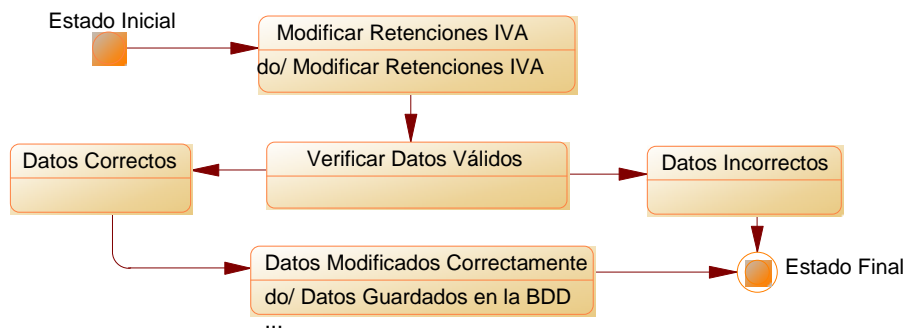 Estado Inicial
Modificar Retenciones IVA
do/ Modificar Retenciones IVA
Datos Correctos
Verificar Datos Válidos
Datos Incorrectos
Datos Modificados Correctamente
do/ Datos Guardados en la BDD
...
Estado Final